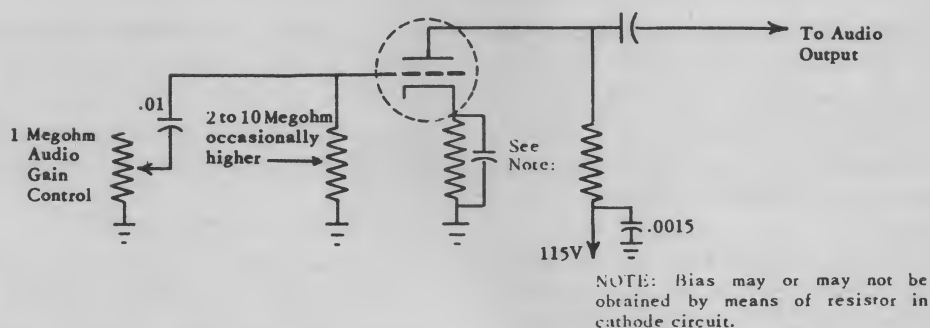 To Audio
Output
.01
2 to 10 Megohm
occasionally
higher
1 Megohm
Audio
Gain
Control
See
Note:
115V
.0015
NOTE: Bias may or may not be
obtained by means of resistor in
cathode circuit.